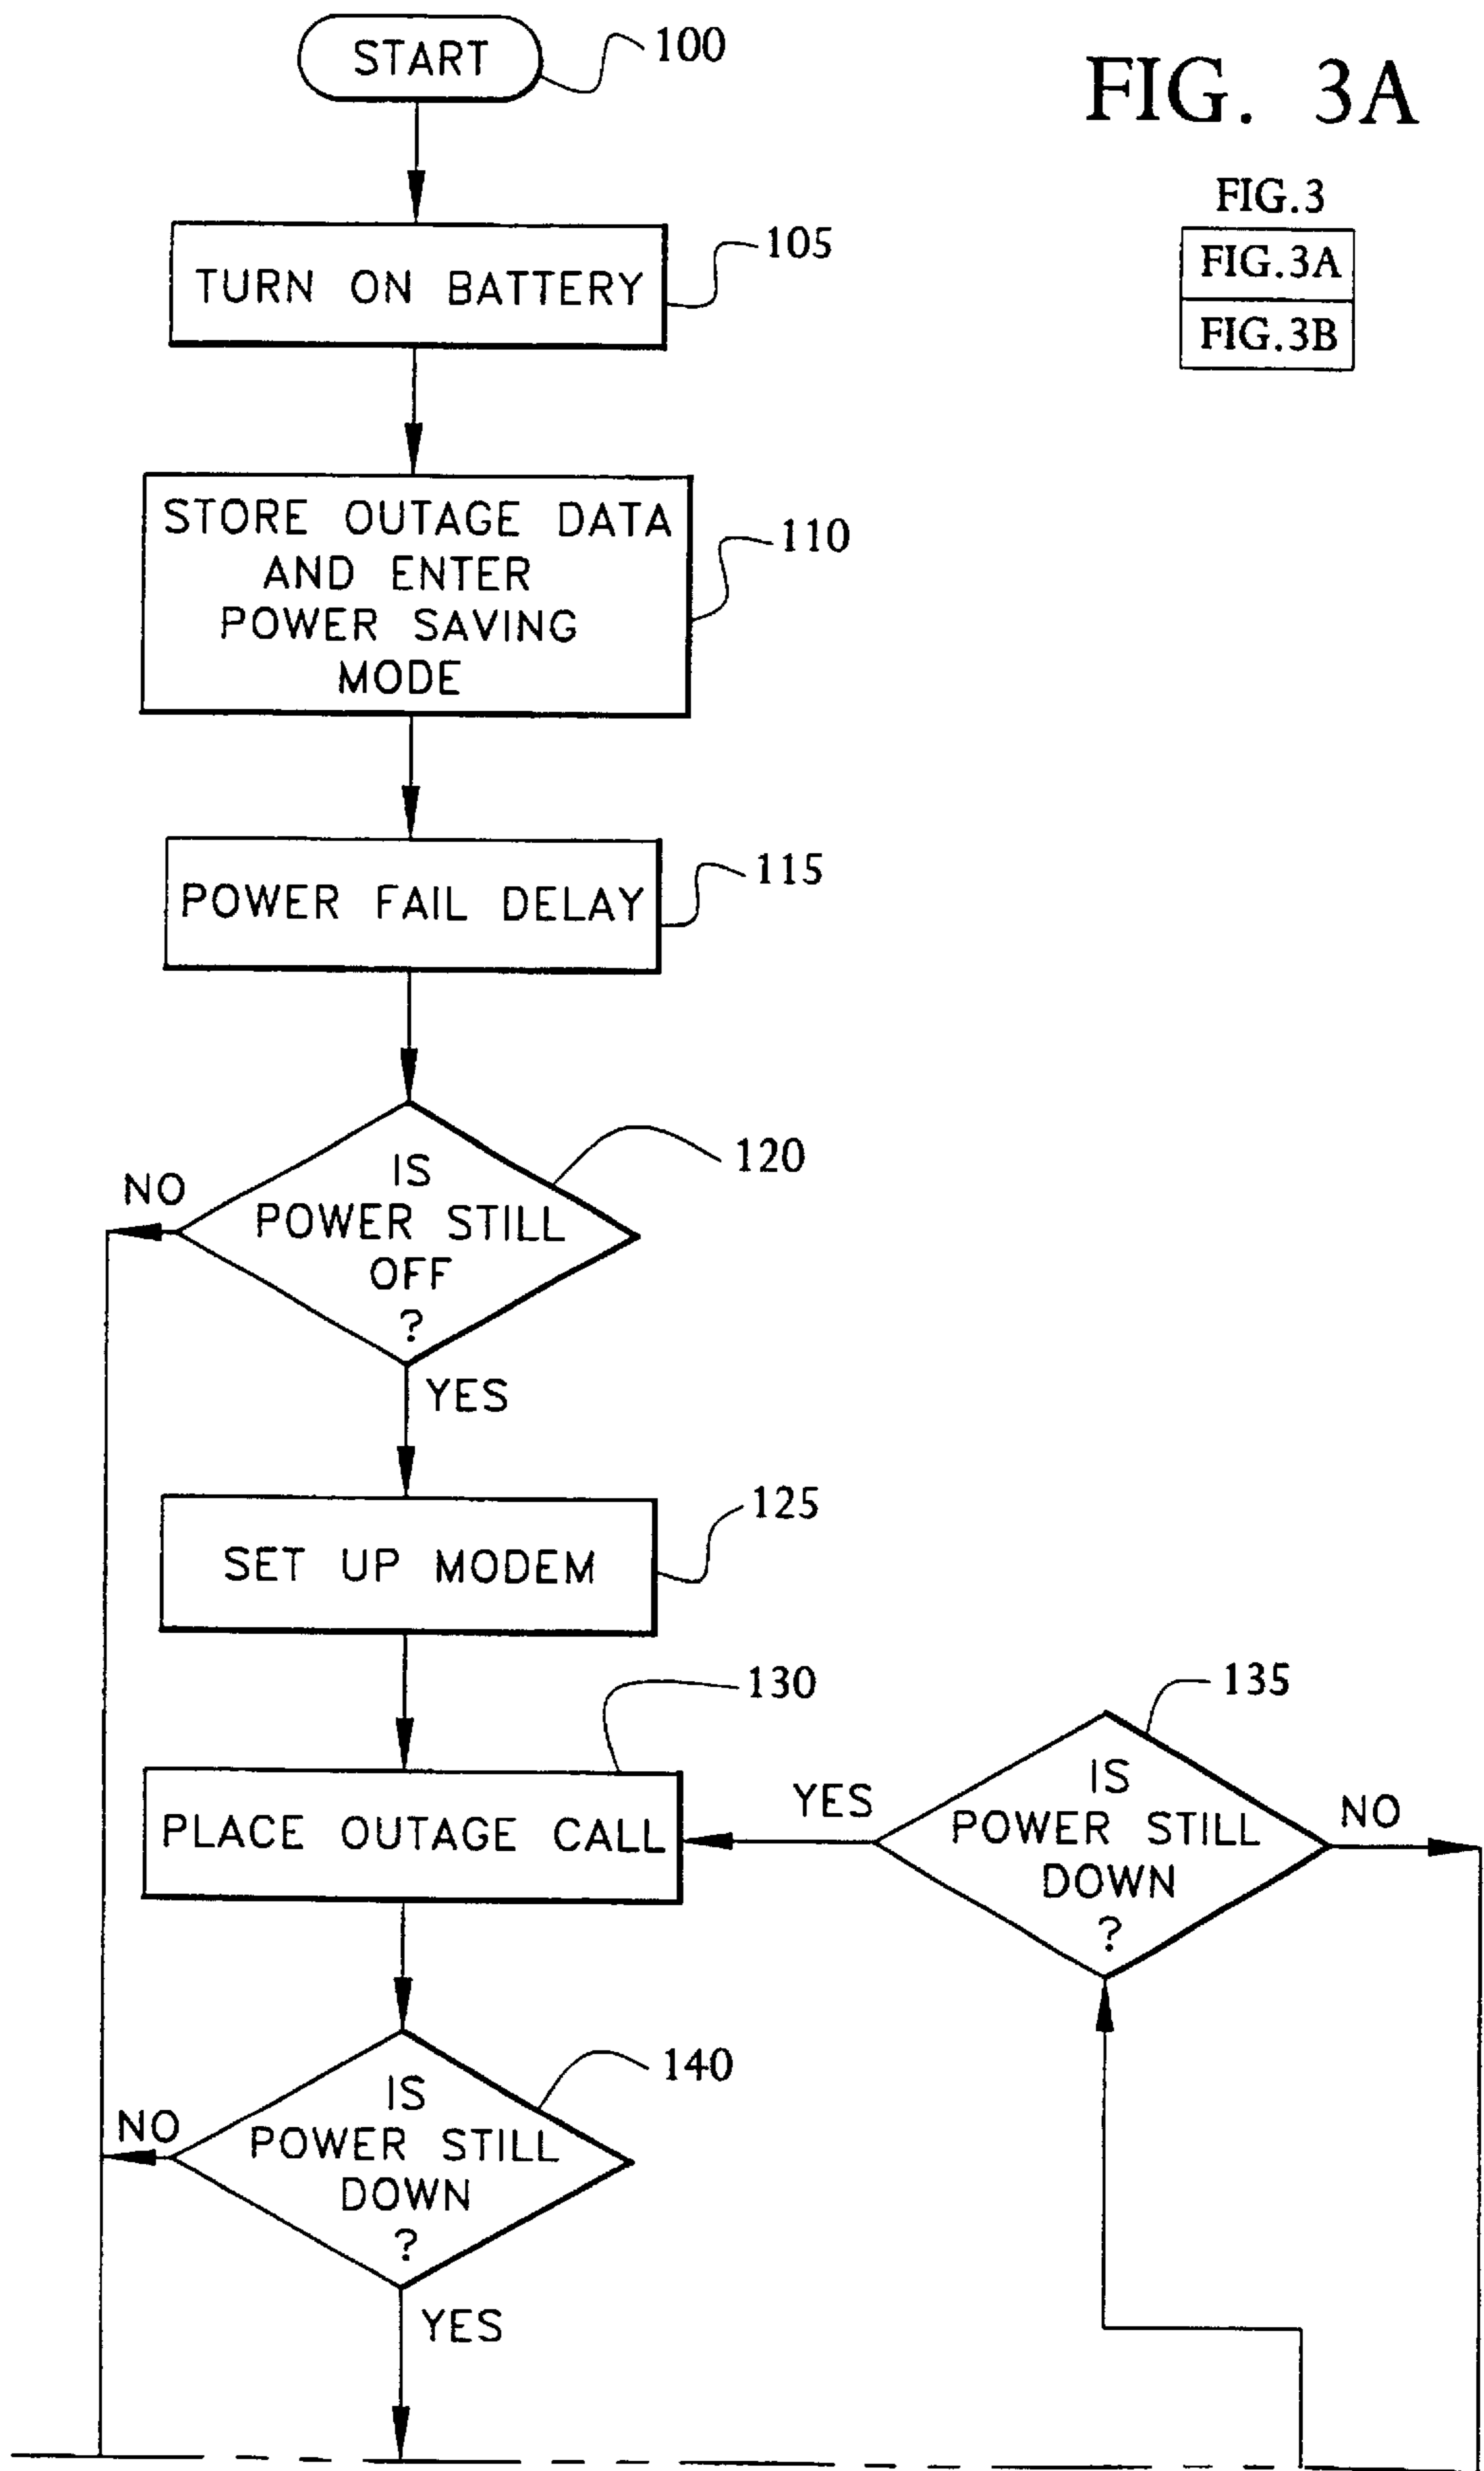 START
100
FIG. 3A
FIG.3
FIG.3A
FIG.3B
TURN ON BATTERY
105
STORE OUTAGE DATA
AND ENTER
POWER SAVING
MODE
110
POWER FAIL DELAY
115
IS
POWER STILL
OFF
?
120
NO
YES
SET UP MODEM
125
PLACE OUTAGE CALL
130
YES
IS
POWER STILL
DOWN
?
135
NO
IS
POWER STILL
DOWN
?
140
NO
YES